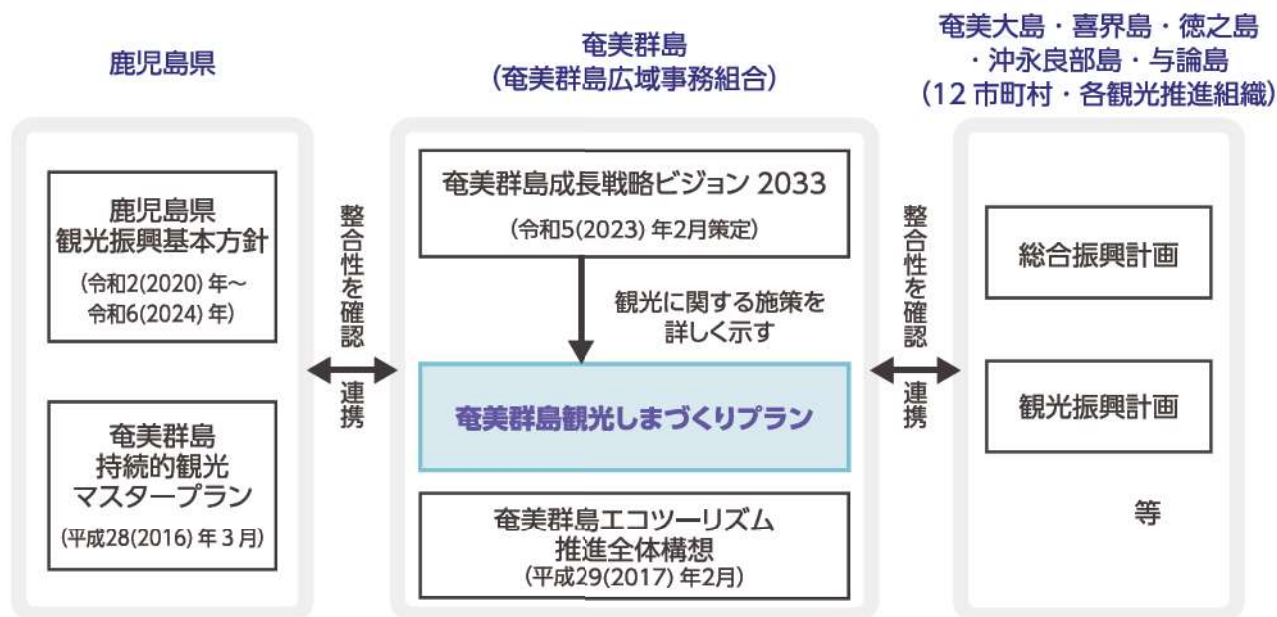 鹿児島県
鹿児島県
観光振興基本方針
(令和2(2020) 年～
令和6(2024) 年)
奄美群島
持続的観光
マスタープラン
(平成28(2016) 年 3 月)
整合性を確認
連携
奄美群島
(奄美群島広域事務組合)
奄美群島成長戦略ビジョン 2033
(令和5(2023) 年2月策定)
観光に関する施策を
詳しく示す
奄美群島観光しまづくりプラン
奄美群島エコツーリズム
推進全体構想
(平成29(2017) 年2月)
整合性を確認
連携
奄美大島・喜界島・徳之島
・沖永良部島・与論島
(12 市町村・各観光推進組織)
総合振興計画
観光振興計画
等